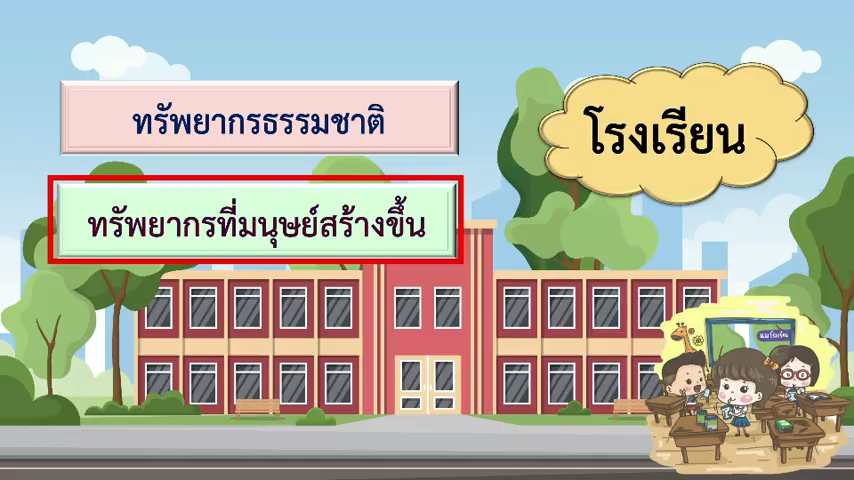 ทรัพยากรธรรมชาติ
โรงเรียน
ทรัพยากรที่มนุษย์สร้างขึ้น